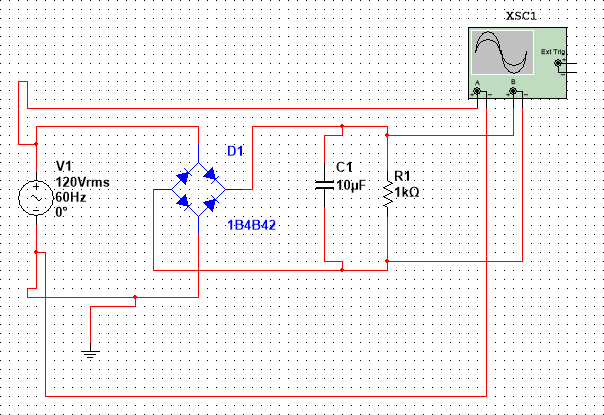 XSC1
Ext Trig
+
-
A
B
+ - + -
V1
120Vrms
60Hz
0°
+
-
D1
1B4B42
C1
10µF
R1
1kΩ